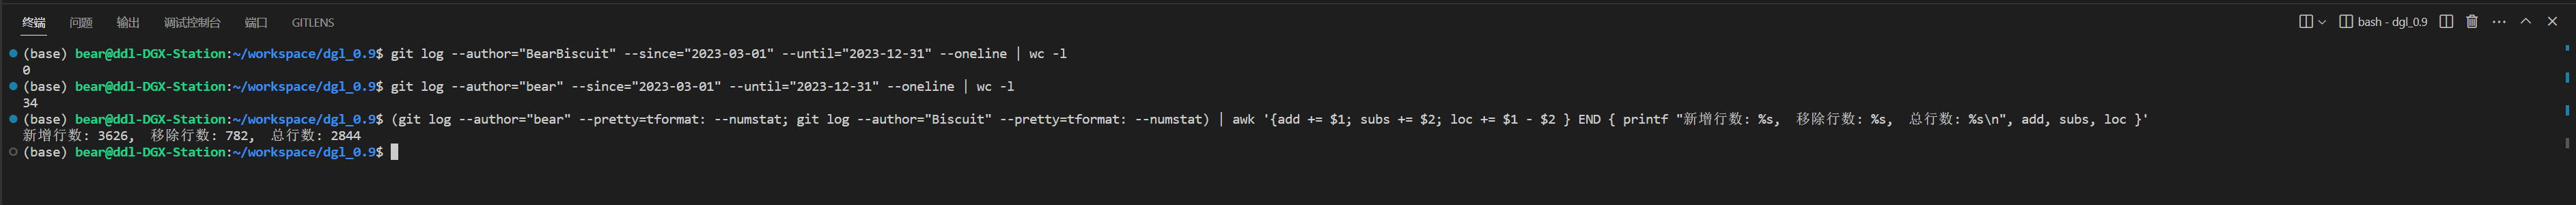 终端 问题 输出 调试控制台 端口 GITLENS bash - dgl_0.9
(base) bear@ddl-DGX-Station:~/workspace/dgl_0.9$ git log --author="BearBiscuit" --since="2023-03-01" --until="2023-12-31" --oneline | wc -l
0
(base) bear@ddl-DGX-Station:~/workspace/dgl_0.9$ git log --author="bear" --since="2023-03-01" --until="2023-12-31" --oneline | wc -l
34
(base) bear@ddl-DGX-Station:~/workspace/dgl_0.9$ (git log --author="bear" --pretty=tformat: --numstat; git log --author="Biscuit" --pretty=tformat: --numstat) | awk '{add += $1; subs += $2; loc += $1 - $2 } END { printf "新增行数: %s, 移除行数: %s, 总行数: %s\n", add, subs, loc }'
新增行数: 3626, 移除行数: 782, 总行数: 2844
(base) bear@ddl-DGX-Station:~/workspace/dgl_0.9$